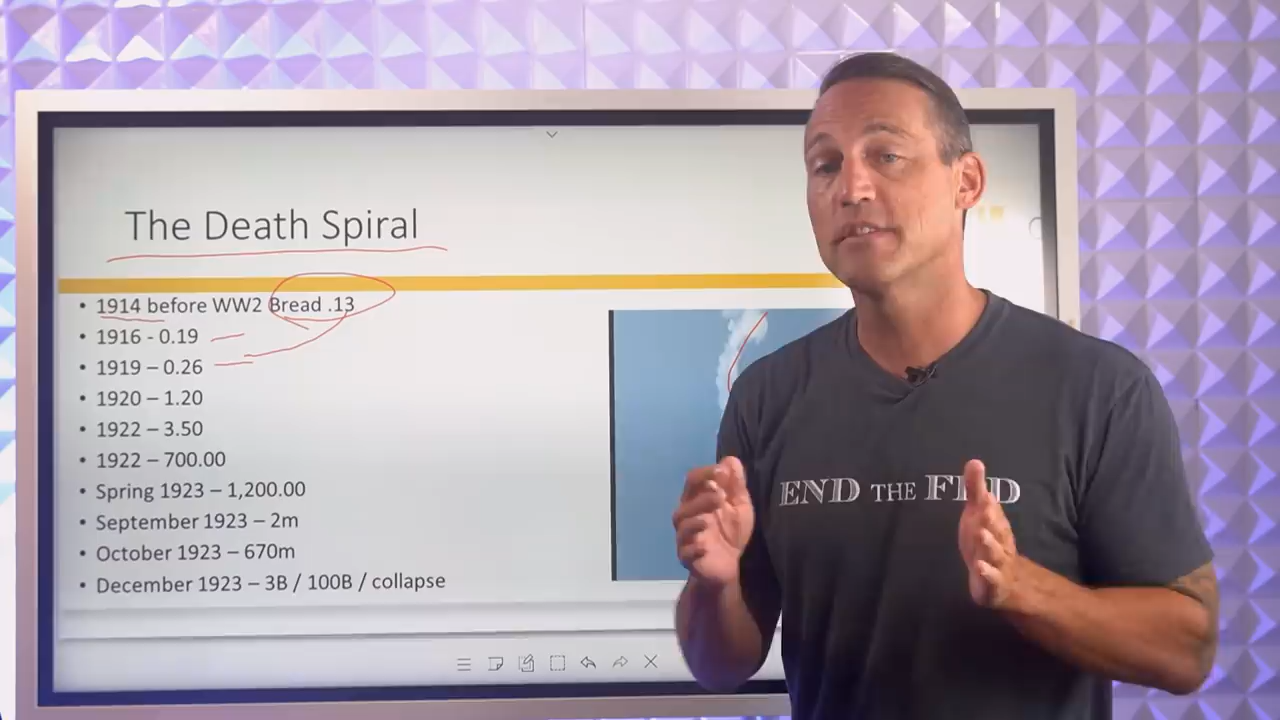 The Death Spiral
• 1914 before WW2 Bread .13
• 1916 - 0.19
• 1919 – 0.26
• 1920 – 1.20
• 1922 – 3.50
• 1922 – 700.00
• Spring 1923 – 1,200.00
• September 1923 – 2m
• October 1923 – 670m
• December 1923 – 3B / 100B / collapse
END THE FED